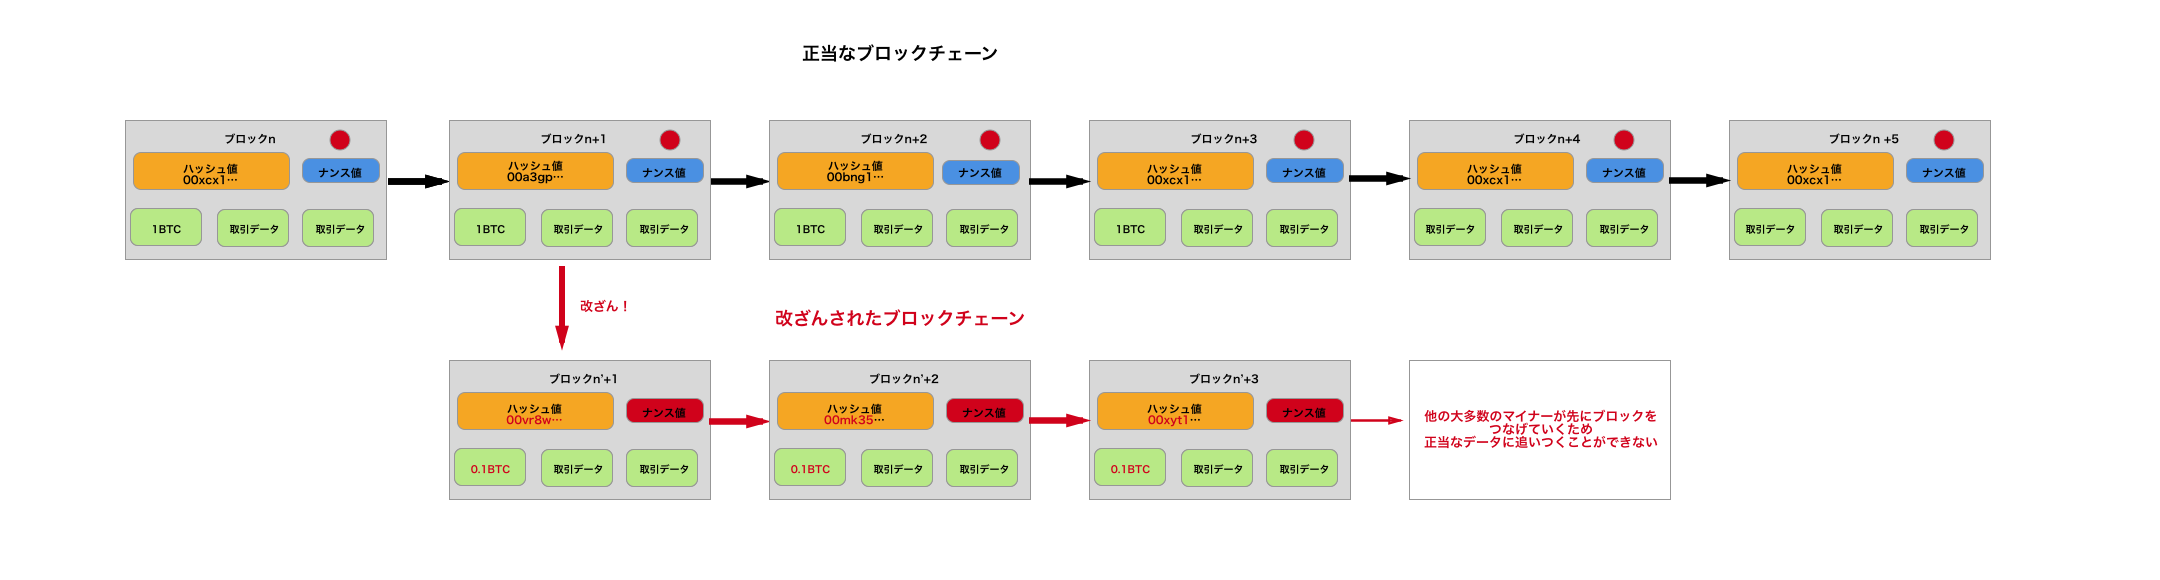 正当なブロックチェーン
ブロックn
ハッシュ値
00xcx1…
ナンス値
1BTC
取引データ
取引データ
ブロックn+1
ハッシュ値
00a3gp…
ナンス値
1BTC
取引データ
取引データ
ブロックn+2
ハッシュ値
00bng1…
ナンス値
1BTC
取引データ
取引データ
ブロックn+3
ハッシュ値
00xcx1…
ナンス値
1BTC
取引データ
取引データ
ブロックn+4
ハッシュ値
00xcx1…
ナンス値
取引データ
取引データ
取引データ
ブロックn +5
ハッシュ値
00xcx1…
ナンス値
取引データ
取引データ
取引データ
改ざん！
改ざんされたブロックチェーン
ブロックn'+1
ハッシュ値
00vr8w…
ナンス値
0.1BTC
取引データ
取引データ
ブロックn'+2
ハッシュ値
00mk35…
ナンス値
0.1BTC
取引データ
取引データ
ブロックn'+3
ハッシュ値
00xyt1…
ナンス値
0.1BTC
取引データ
取引データ
他の大多数のマイナーが先にブロックを
つなげていくため
正当なデータに追いつくことができない